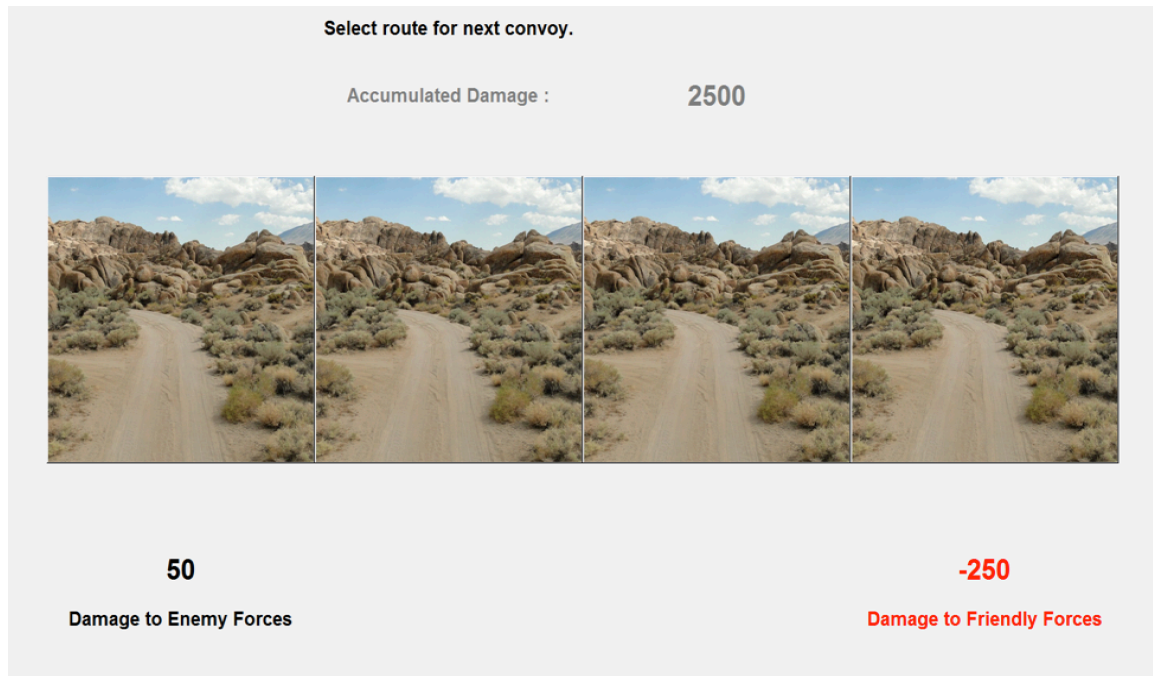 Select route for next convoy.
Accumulated Damage : 2500
50 -250
Damage to Enemy Forces Damage to Friendly Forces